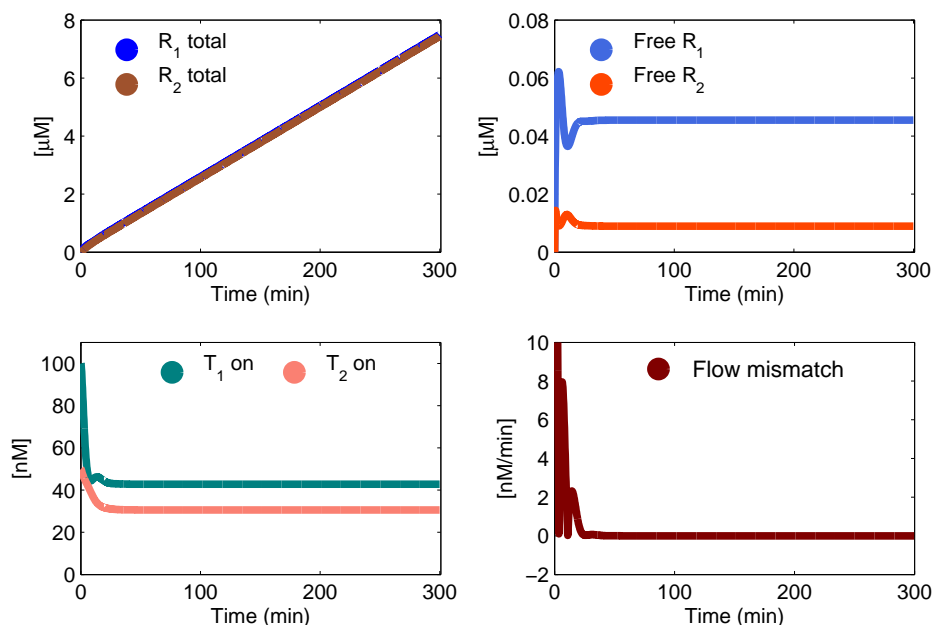 8
R1 total
R2 total
6
4
2
0
[μM]
0 100 200 300
Time (min)
0.08
Free R1
Free R2
0.06
0.04
0.02
0
[μM]
0 100 200 300
Time (min)
100
T1 on T2 on
80
60
40
20
0
[nM]
0 100 200 300
Time (min)
10
Flow mismatch
8
6
4
2
0
−2
[nM/min]
0 100 200 300
Time (min)